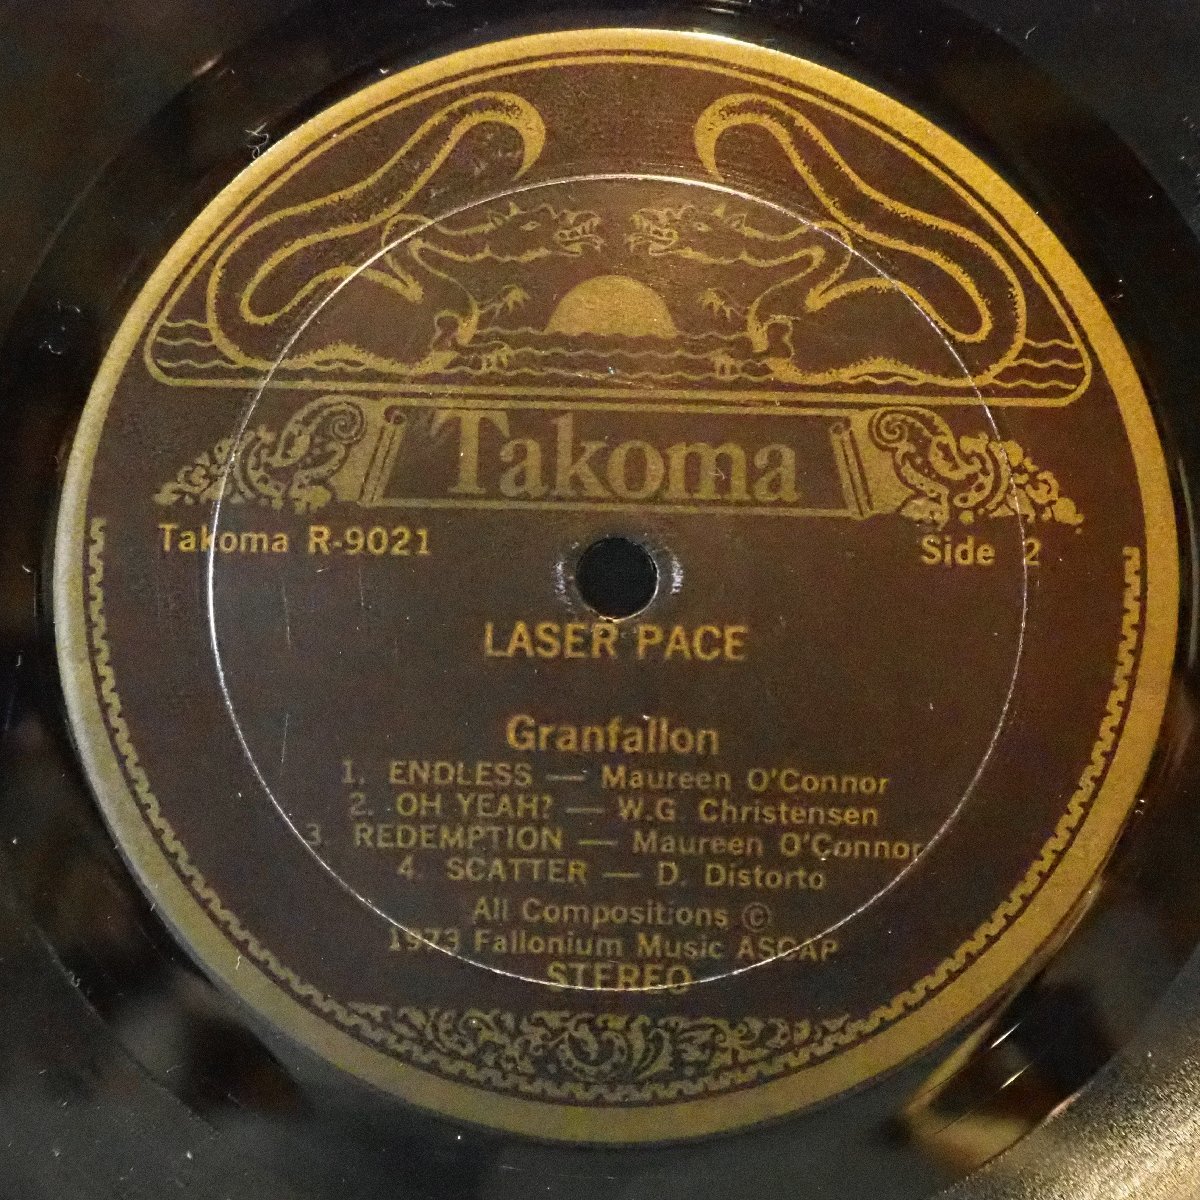 Takoma
Takoma R-9021
Side 2
LASER PACE
Granfallon
1. ENDLESS — Maureen O'Connor
2. OH YEAH? — W.G Christensen
3. REDEMPTION — Maureen O'Connor
4. SCATTER — D. Distorto
All Compositions ©
1973 Fallonium Music ASCAP
STEREO